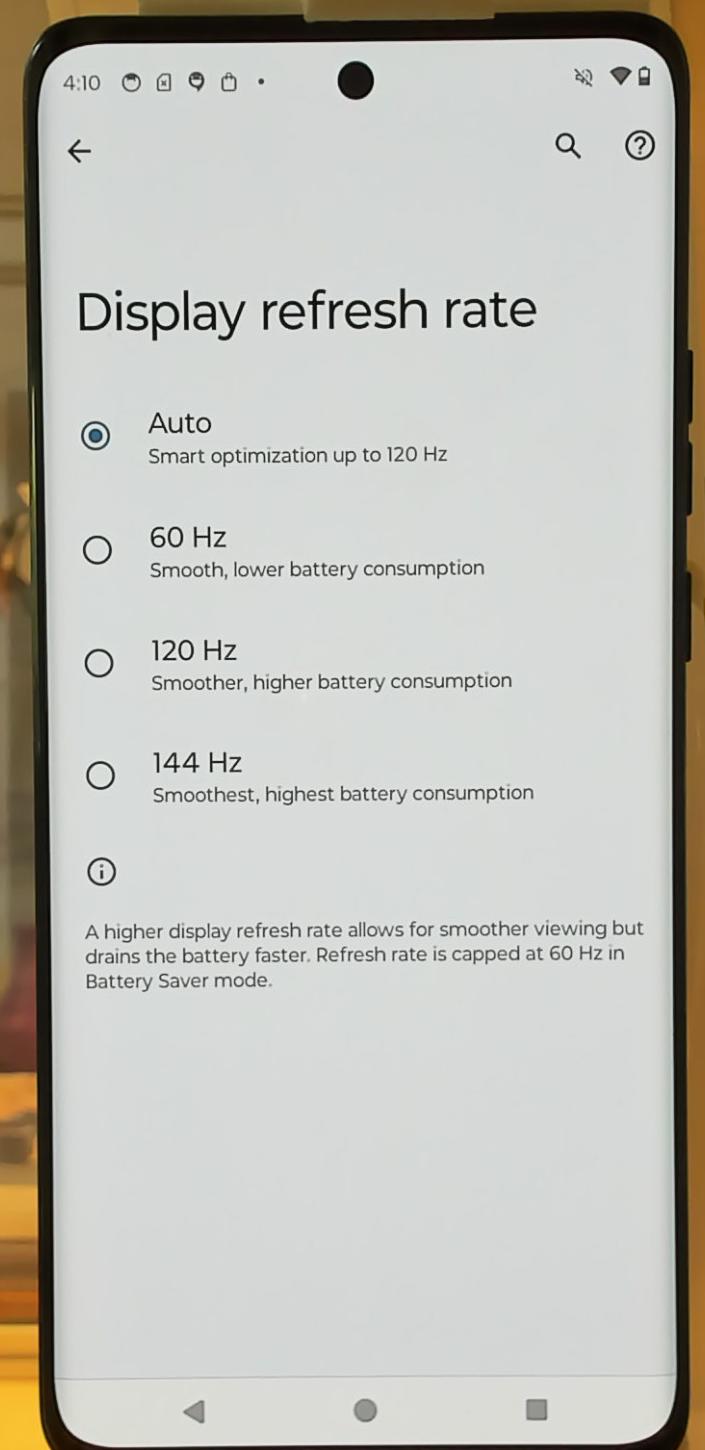 4:10
Display refresh rate
Auto
Smart optimization up to 120 Hz
60 Hz
Smooth, lower battery consumption
120 Hz
Smoother, higher battery consumption
144 Hz
Smoothest, highest battery consumption
A higher display refresh rate allows for smoother viewing but
drains the battery faster. Refresh rate is capped at 60 Hz in
Battery Saver mode.